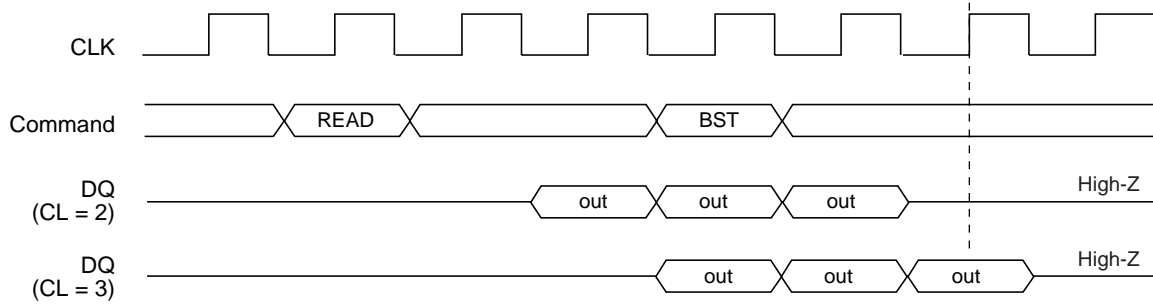 CLK
Command
READ
BST
DQ
(CL = 2)
out
out
out
High-Z
DQ
(CL = 3)
out
out
out
High-Z